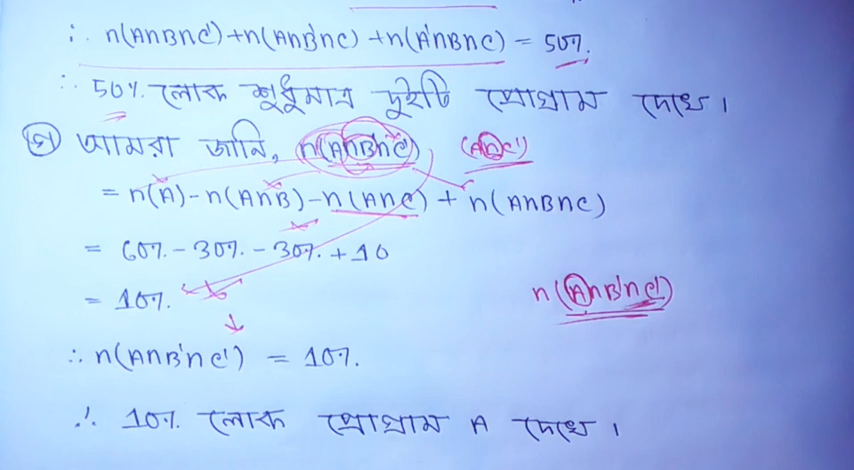 ∴ n(A∩B∩C') + n(A∩B'∩C) + n(A'∩B∩C) = 50%.
∴ 50% লোক শুধুমাত্র দুইটি প্রোগ্রাম দেখে।
আমরা জানি, n(A∩B'∩C') (A∩C')
= n(A) - n(A∩B) - n(A∩C) + n(A∩B∩C)
= 60% - 30% - 30% + 10
= 10%.
n(A∩B'∩C')
∴ n(A∩B'∩C') = 10%.
∴ 10% লোক প্রোগ্রাম A দেখে।